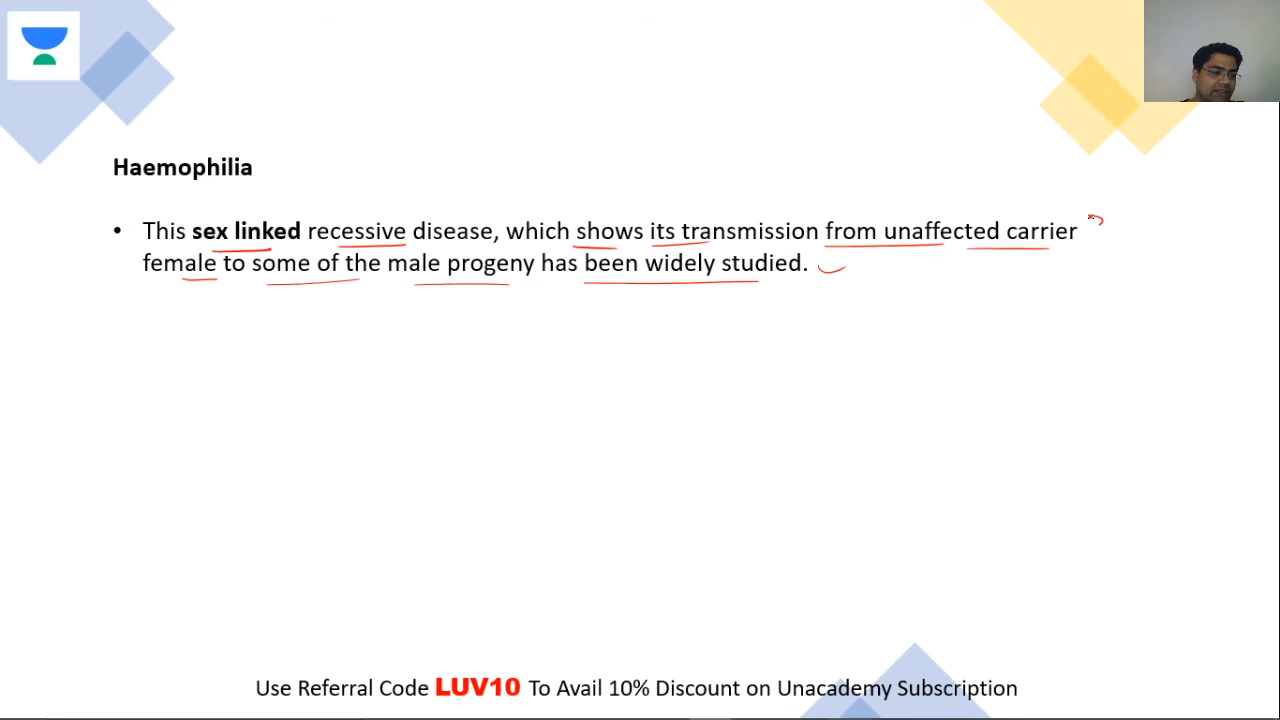 Haemophilia
• This sex linked recessive disease, which shows its transmission from unaffected carrier
female to some of the male progeny has been widely studied.
Use Referral Code LUV10 To Avail 10% Discount on Unacademy Subscription